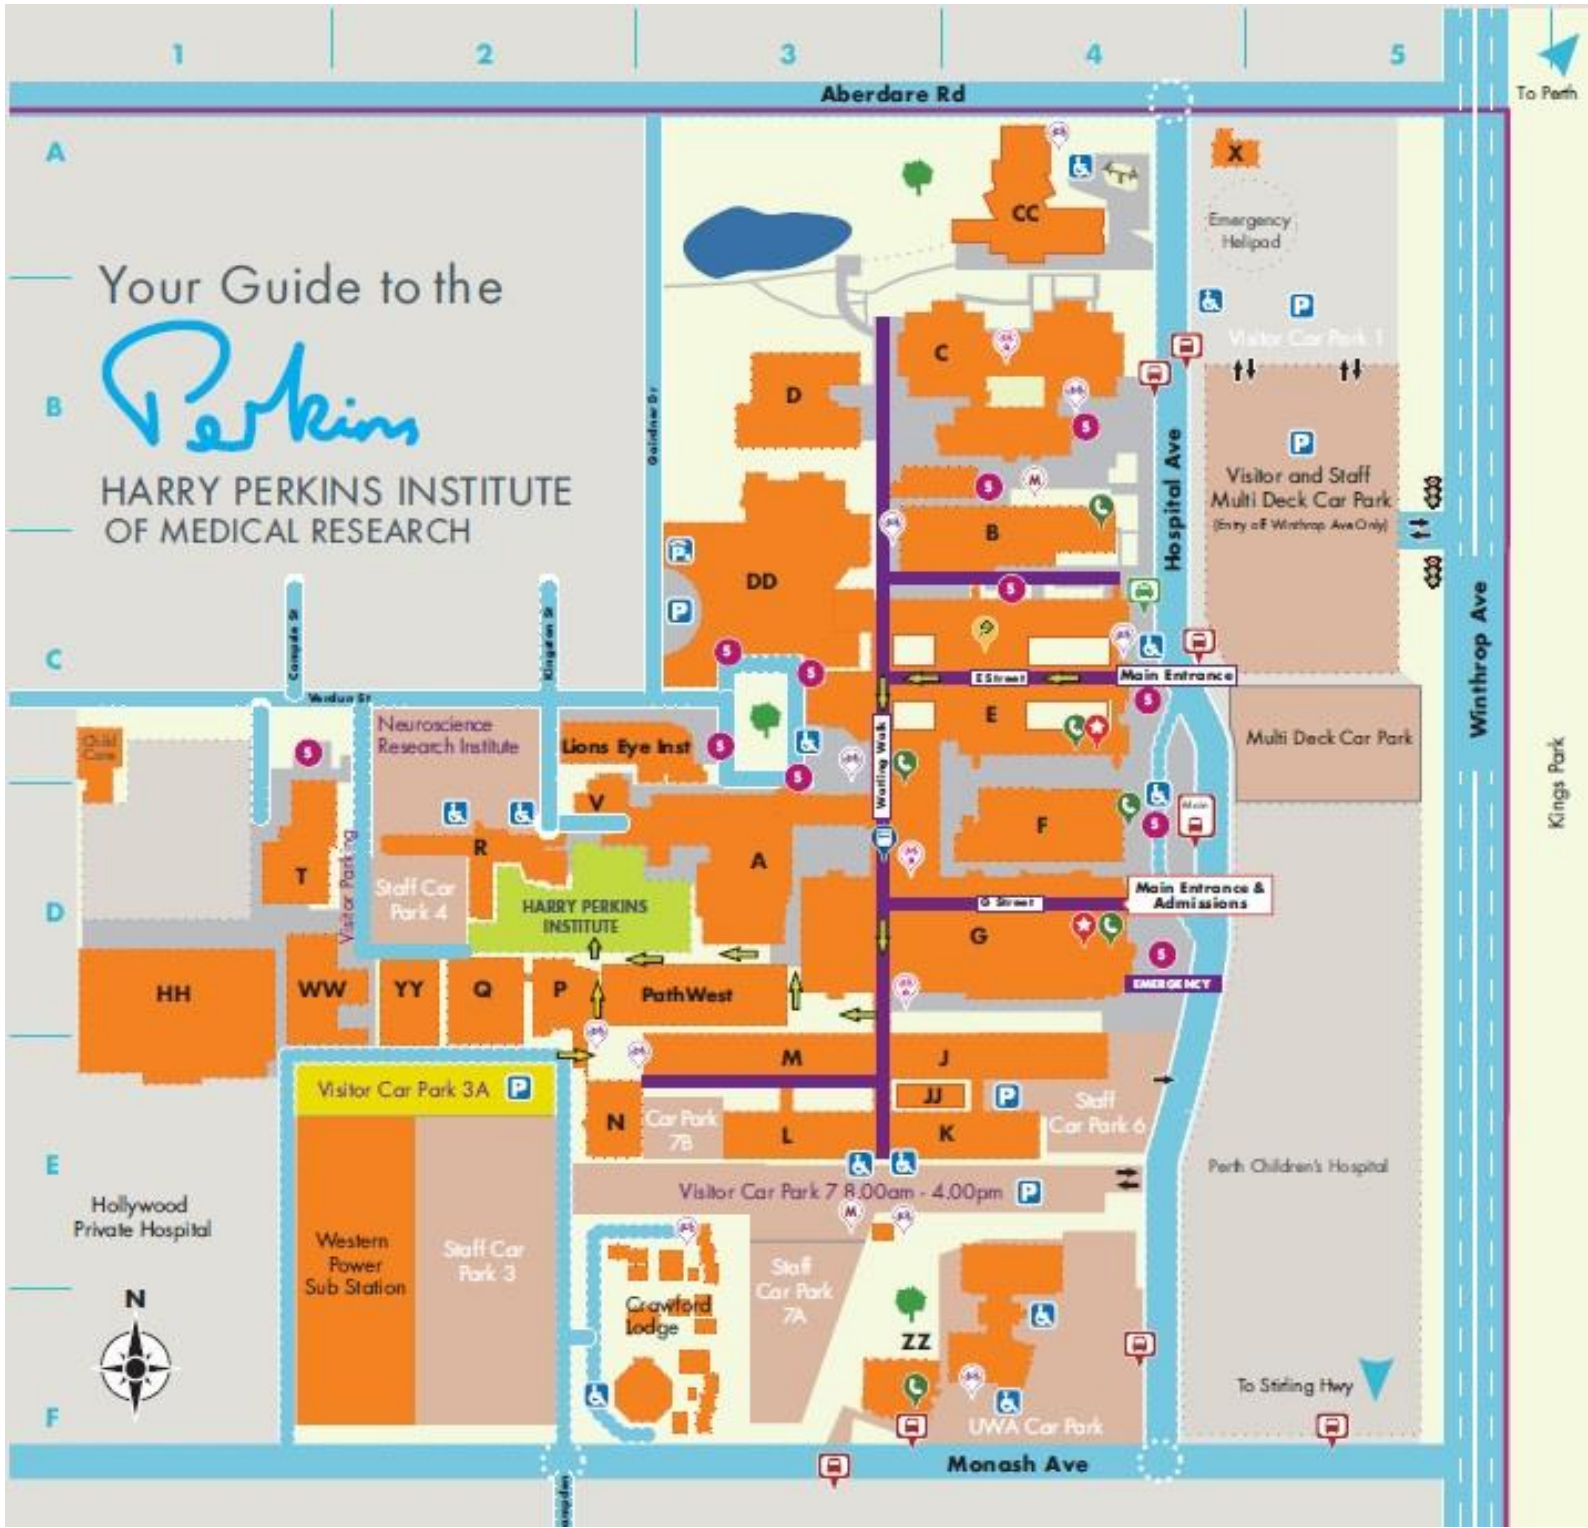 1
2
3
4
5
Aberdare Rd
To Perth
A
X
CC
Emergency
Helipad
Your Guide to the
Perkins
HARRY PERKINS INSTITUTE
OF MEDICAL RESEARCH
P
Visitor Car Park 1
C
D
B
Gairdner Dr
S
P
Visitor and Staff
Multi Deck Car Park
(Entry off Winthrop Ave Only)
Hospital Ave
S
M
B
P
DD
P
S
Winthrop Ave
Kings Park
C
Verdun St
S
S
E Street
Main Entrance
S
E
Neuroscience
Research Institute
Lions Eye Inst
S
S
Child
Care
S
Watling Walk
Multi Deck Car Park
V
F
S
Main
R
A
T
Visitor Parking
Staff Car
Park 4
HARRY PERKINS
INSTITUTE
D
G Street
Main Entrance &
Admissions
G
S
EMERGENCY
HH
WW
YY
Q
P
PathWest
M
J
Visitor Car Park 3A P
JJ
P
N
Car Park
7B
L
K
Staff
Car Park 6
E
Perth Children's Hospital
Visitor Car Park 7 8.00am - 4.00pm P
M
Hollywood
Private Hospital
Western
Power
Sub Station
Staff Car
Park 3
Staff
Car Park
7A
Crawford
Lodge
N
ZZ
To Stirling Hwy
F
UWA Car Park
Monash Ave